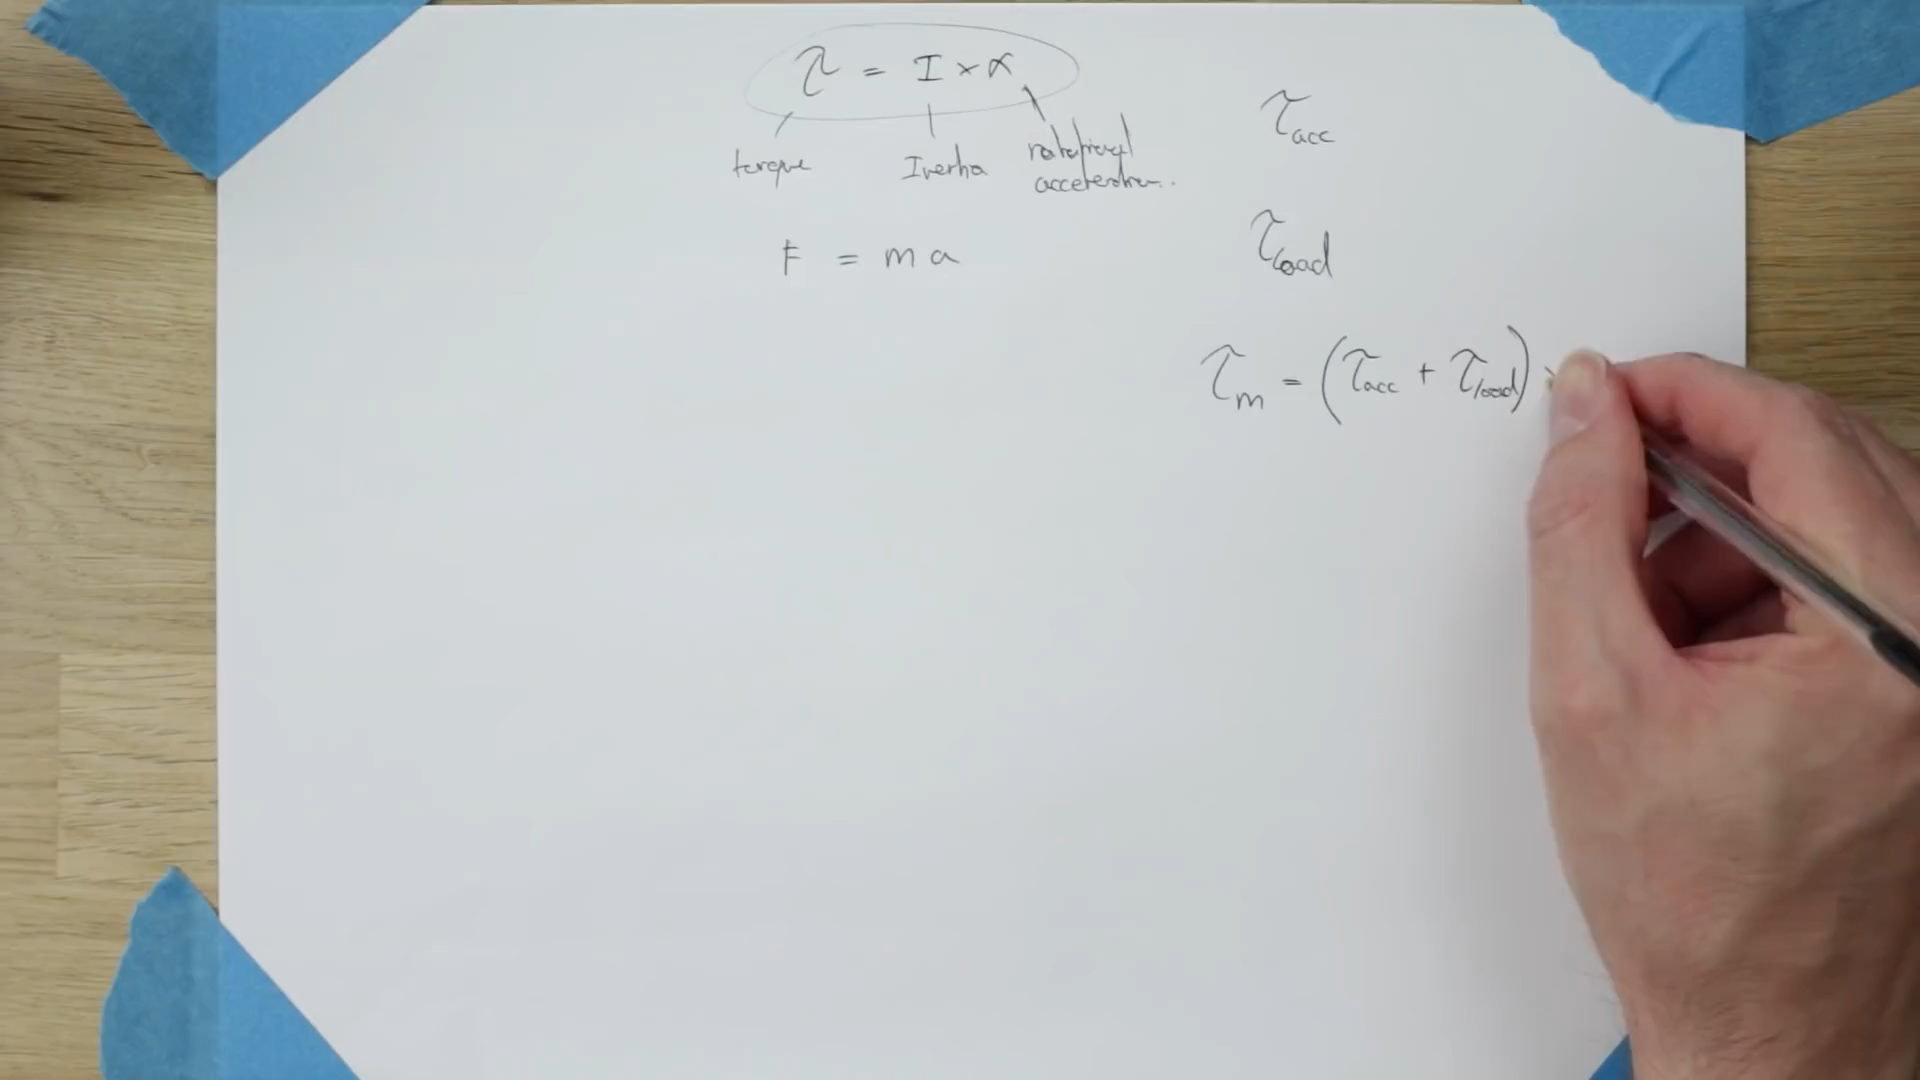 τ = I × α
torque Inertia rotational acceleration..
F = m a
τacc
τload
τm = (τacc + τload) ×